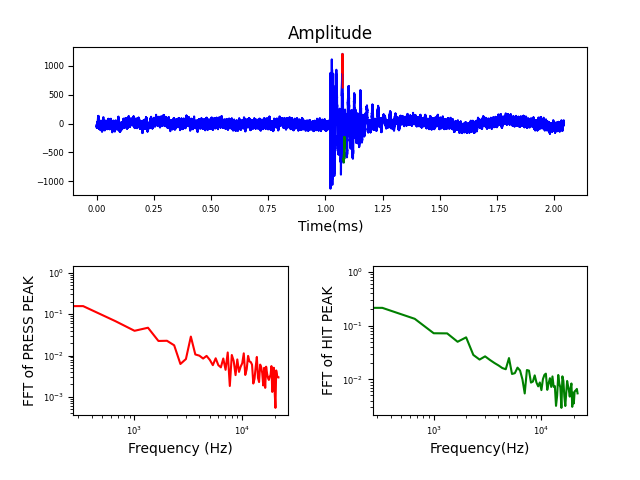 Amplitude
1000
500
0
−500
−1000
0.00 0.25 0.50 0.75 1.00 1.25 1.50 1.75 2.00
Time(ms)
FFT of PRESS PEAK
10⁰
10⁻¹
10⁻²
10⁻³
10³ 10⁴
Frequency (Hz)
FFT of HIT PEAK
10⁰
10⁻¹
10⁻²
10³ 10⁴
Frequency(Hz)